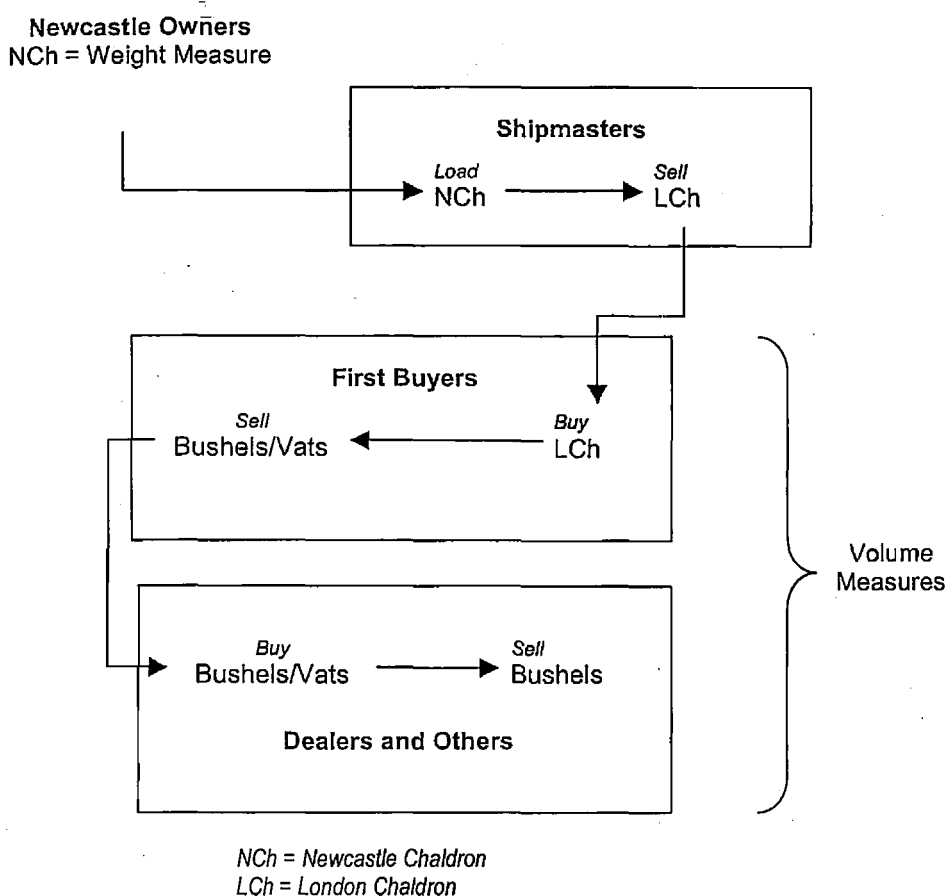 Newcastle Owners
NCh = Weight Measure
Shipmasters
Load
NCh
Sell
LCh
First Buyers
Sell
Bushels/Vats
Buy
LCh
Volume
Measures
Buy
Bushels/Vats
Sell
Bushels
Dealers and Others
NCh = Newcastle Chaldron
LCh = London Chaldron